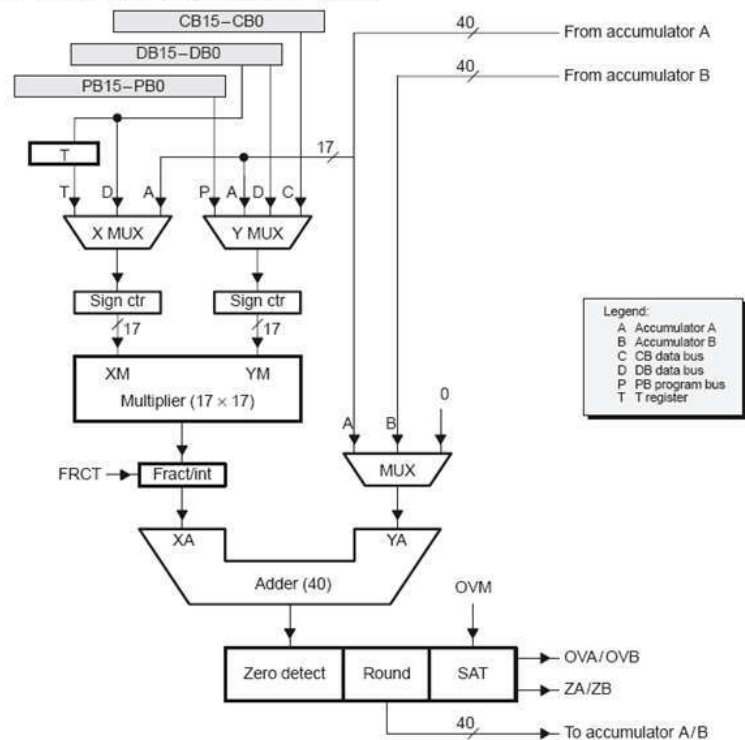 CB15–CB0
DB15–DB0
PB15–PB0
40
From accumulator A
40
From accumulator B
T
17
T D A
P A D C
X MUX
Y MUX
Sign ctr
Sign ctr
17
17
XM
YM
Multiplier (17 × 17)
Legend:
A Accumulator A
B Accumulator B
C CB data bus
D DB data bus
P PB program bus
T T register
A
B
0
MUX
FRCT
Fract/int
XA
YA
Adder (40)
OVM
Zero detect
Round
SAT
OVA/OVB
ZA/ZB
40
To accumulator A/B